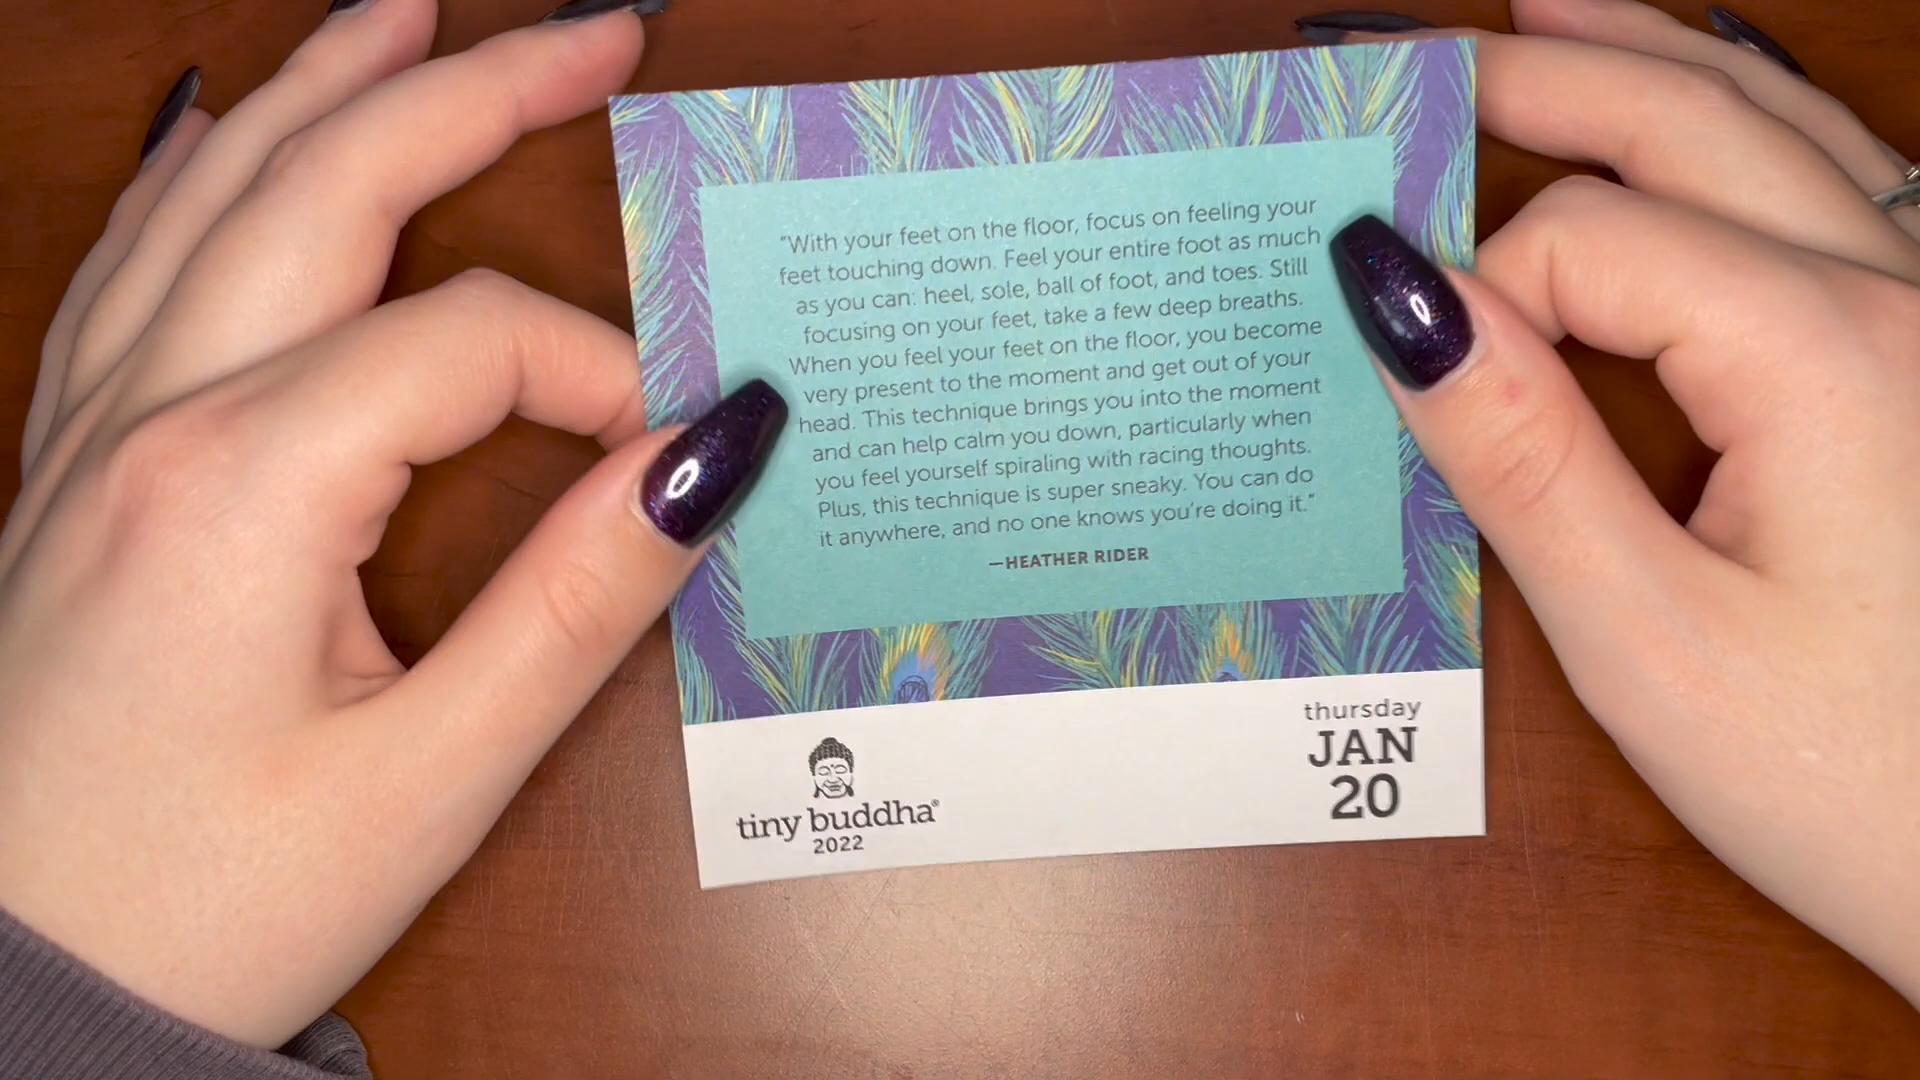 “With your feet on the floor, focus on feeling your
feet touching down. Feel your entire foot as much
as you can: heel, sole, ball of foot, and toes. Still
focusing on your feet, take a few deep breaths.
When you feel your feet on the floor, you become
very present to the moment and get out of your
head. This technique brings you into the moment
and can help calm you down, particularly when
you feel yourself spiraling with racing thoughts.
Plus, this technique is super sneaky. You can do
it anywhere, and no one knows you’re doing it.”
—HEATHER RIDER
tiny buddha®
2022
thursday
JAN
20